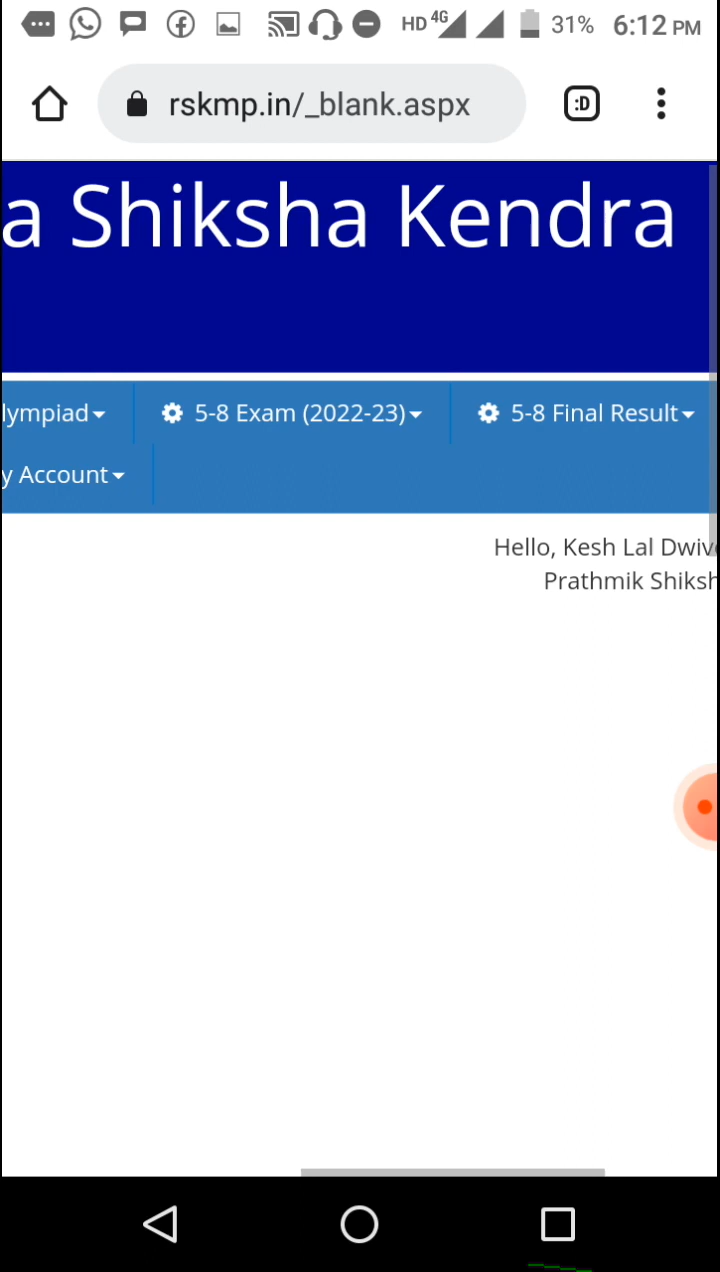 HD 4G 31% 6:12 PM
rskmp.in/_blank.aspx :D
a Shiksha Kendra
lympiad 5-8 Exam (2022-23) 5-8 Final Result
y Account
Hello, Kesh Lal Dwiv
Prathmik Shiksh